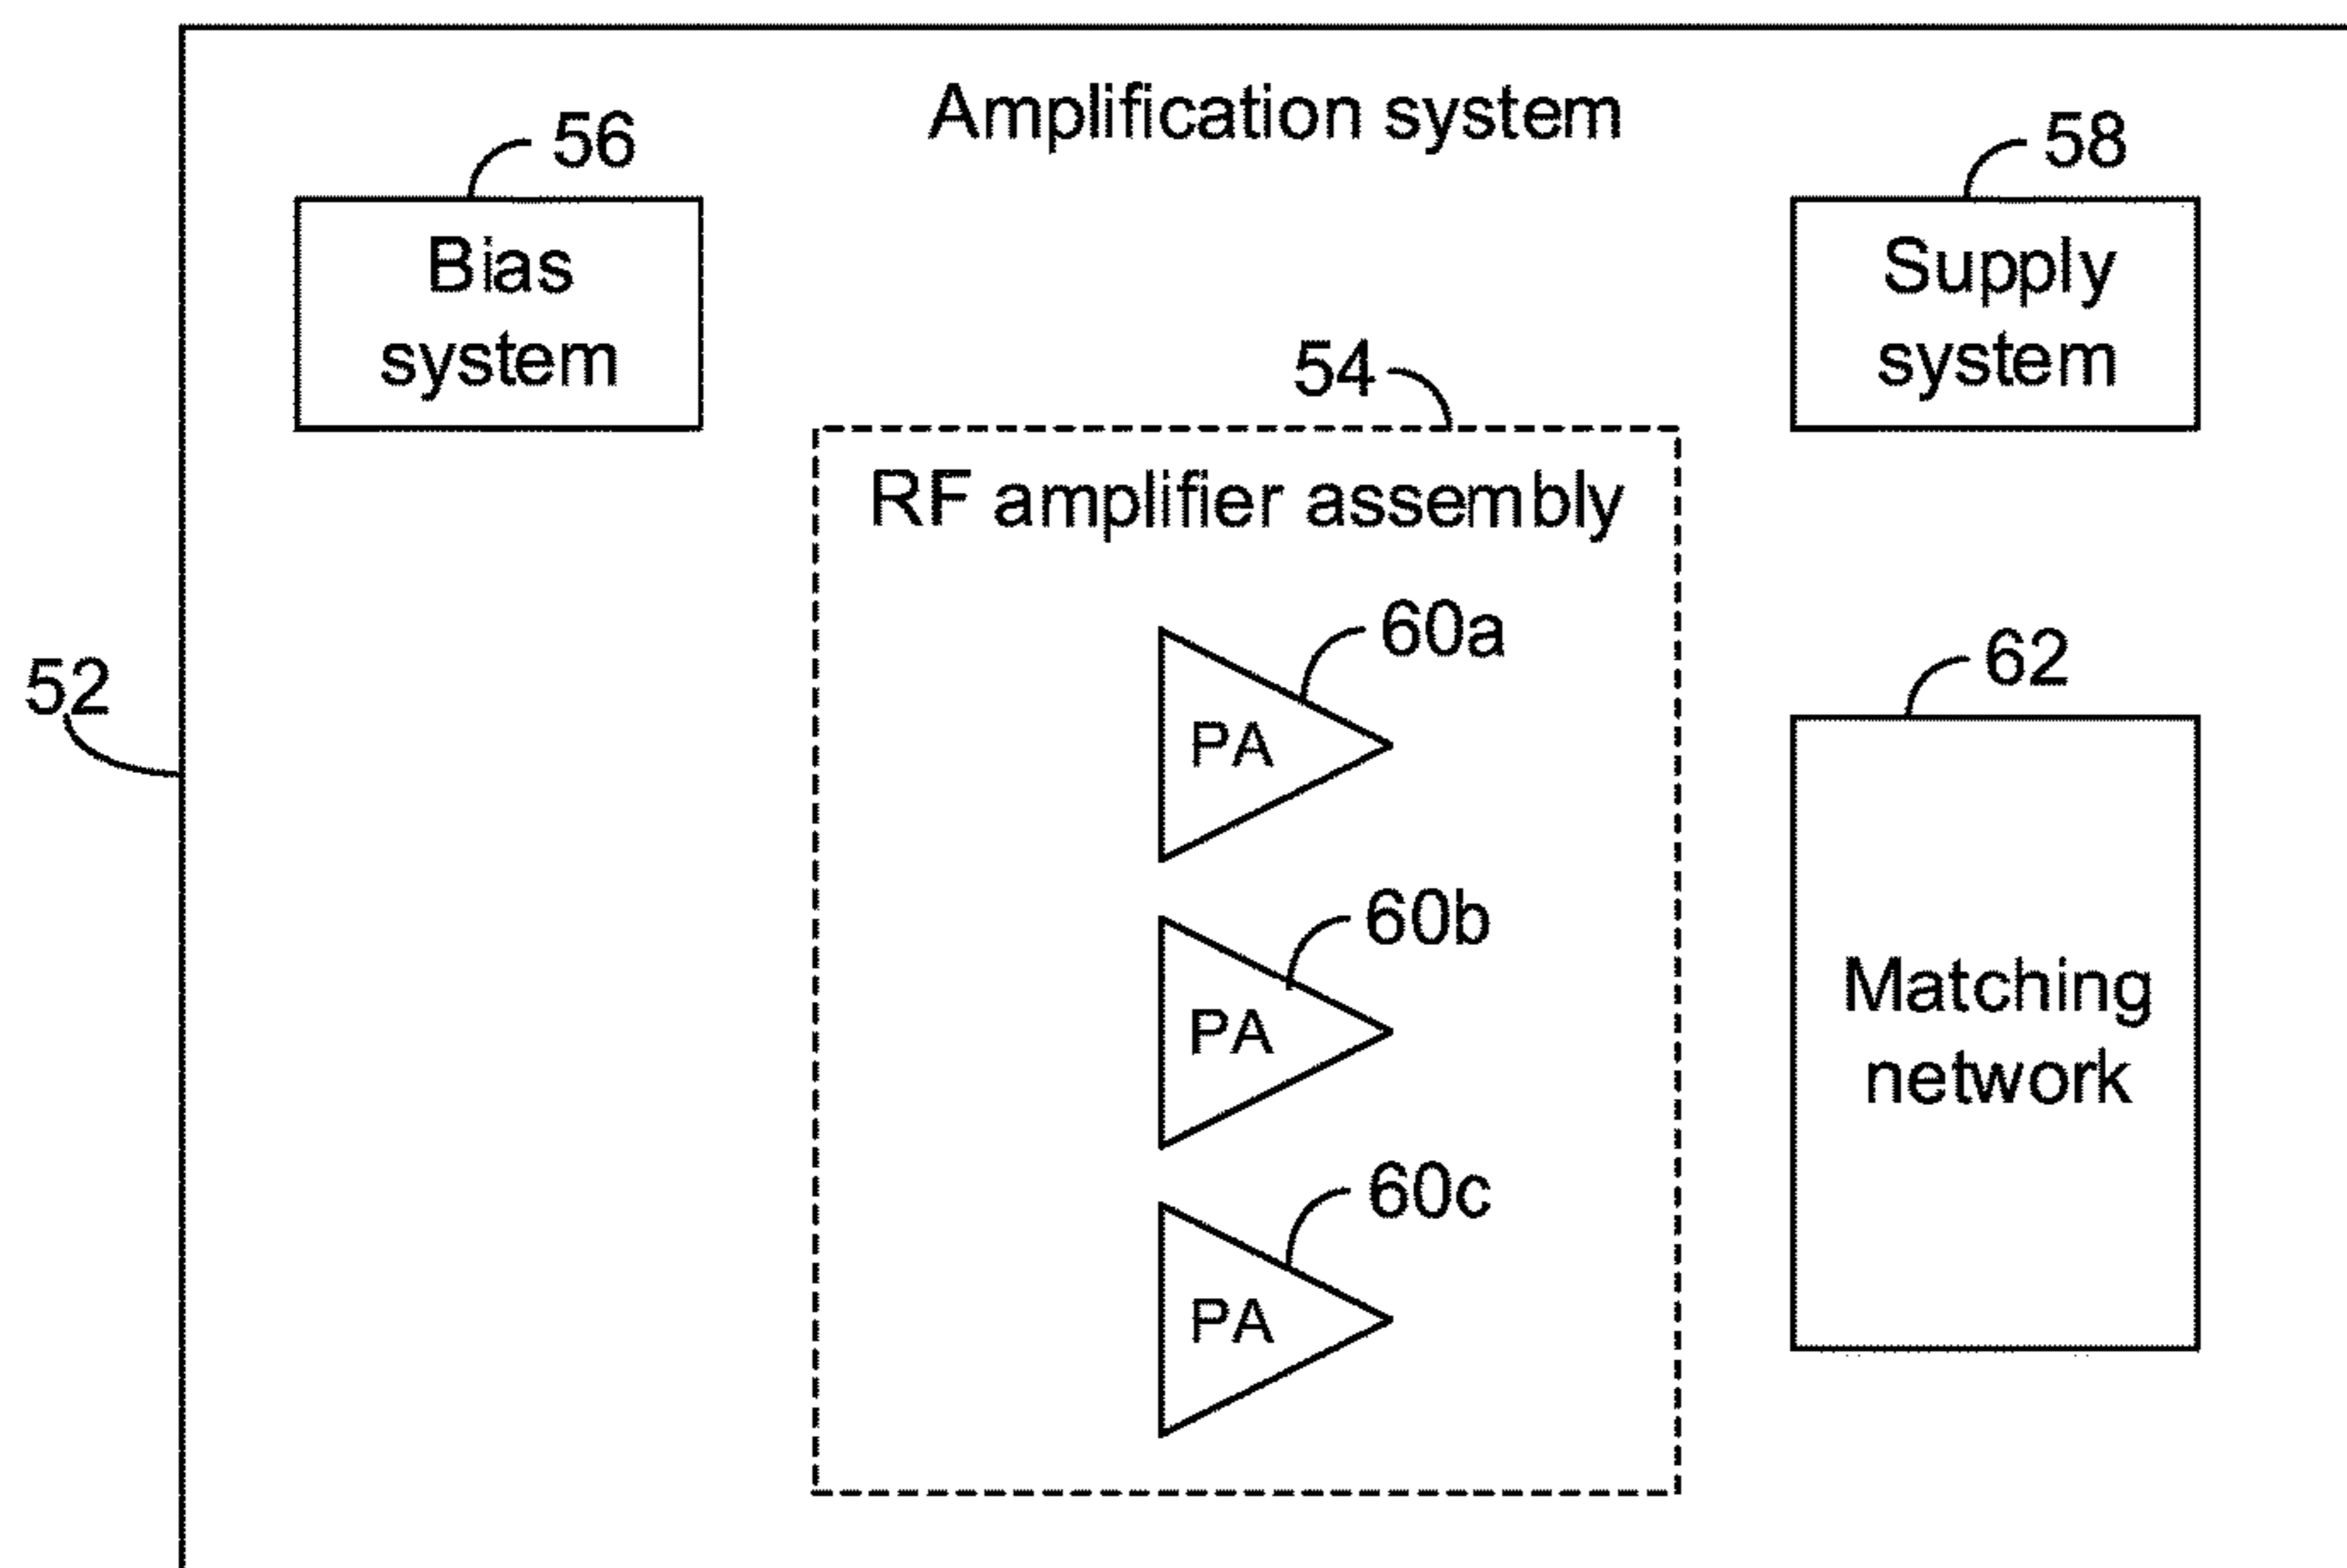 Amplification system
56
58
Bias
system
Supply
system
54
RF amplifier assembly
60a
52
62
PA
60b
Matching
network
PA
60c
PA